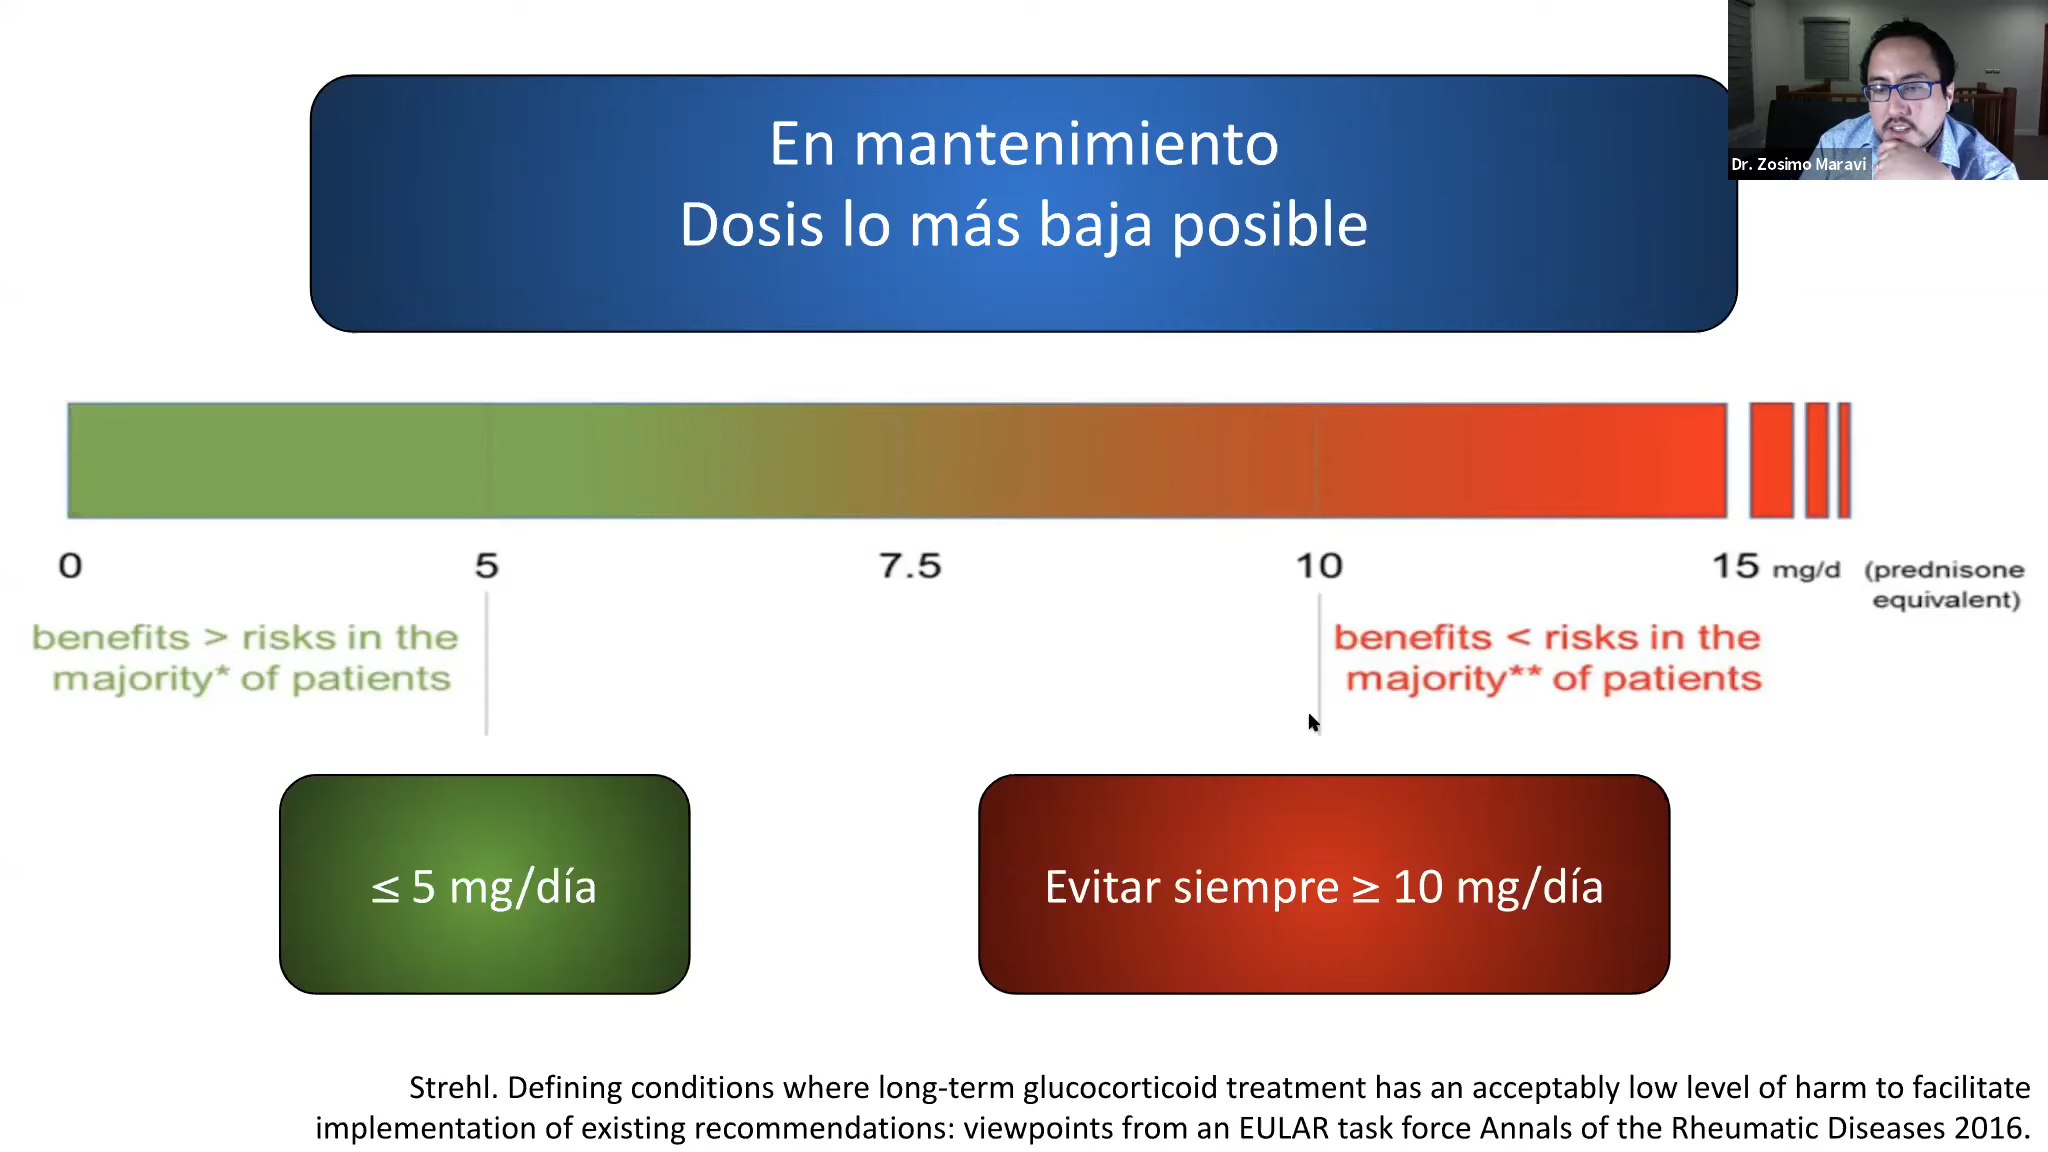 Dr. Zosimo Maravi
En mantenimiento
Dosis lo más baja posible
0 5 7.5 10 15 mg/d (prednisone
equivalent)
benefits > risks in the
majority* of patients
benefits < risks in the
majority** of patients
≤ 5 mg/día
Evitar siempre ≥ 10 mg/día
Strehl. Defining conditions where long-term glucocorticoid treatment has an acceptably low level of harm to facilitate
implementation of existing recommendations: viewpoints from an EULAR task force Annals of the Rheumatic Diseases 2016.